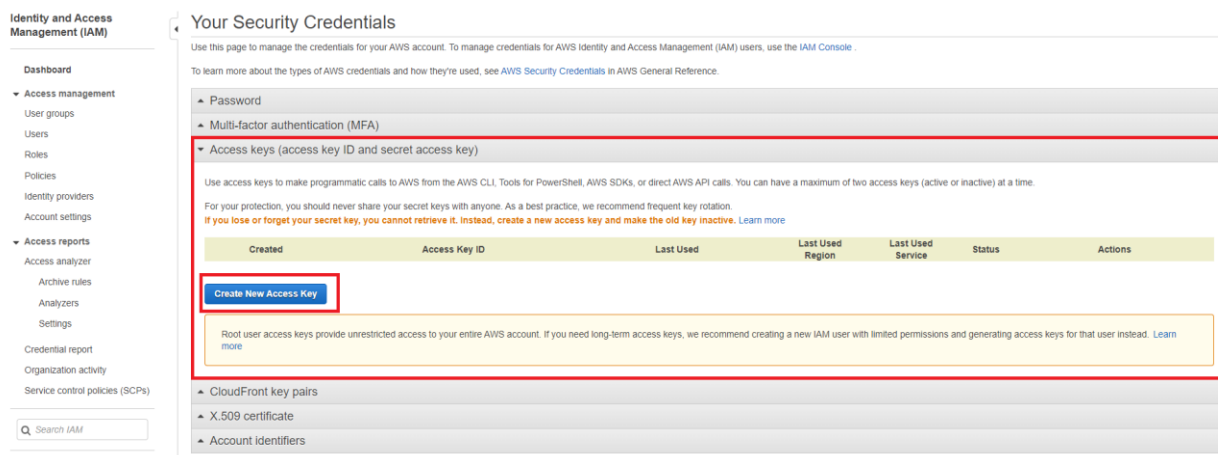 Identity and Access
Management (IAM)
Dashboard
Access management
User groups
Users
Roles
Policies
Identity providers
Account settings
Access reports
Access analyzer
Archive rules
Analyzers
Settings
Credential report
Organization activity
Service control policies (SCPs)
Search IAM
Your Security Credentials
Use this page to manage the credentials for your AWS account. To manage credentials for AWS Identity and Access Management (IAM) users, use the IAM Console .
To learn more about the types of AWS credentials and how they're used, see AWS Security Credentials in AWS General Reference.
Password
Multi-factor authentication (MFA)
Access keys (access key ID and secret access key)
Use access keys to make programmatic calls to AWS from the AWS CLI, Tools for PowerShell, AWS SDKs, or direct AWS API calls. You can have a maximum of two access keys (active or inactive) at a time.
For your protection, you should never share your secret keys with anyone. As a best practice, we recommend frequent key rotation.
If you lose or forget your secret key, you cannot retrieve it. Instead, create a new access key and make the old key inactive. Learn more
Created Access Key ID Last Used Last Used Region Last Used Service Status Actions
Create New Access Key
Root user access keys provide unrestricted access to your entire AWS account. If you need long-term access keys, we recommend creating a new IAM user with limited permissions and generating access keys for that user instead. Learn
more
CloudFront key pairs
X.509 certificate
Account identifiers